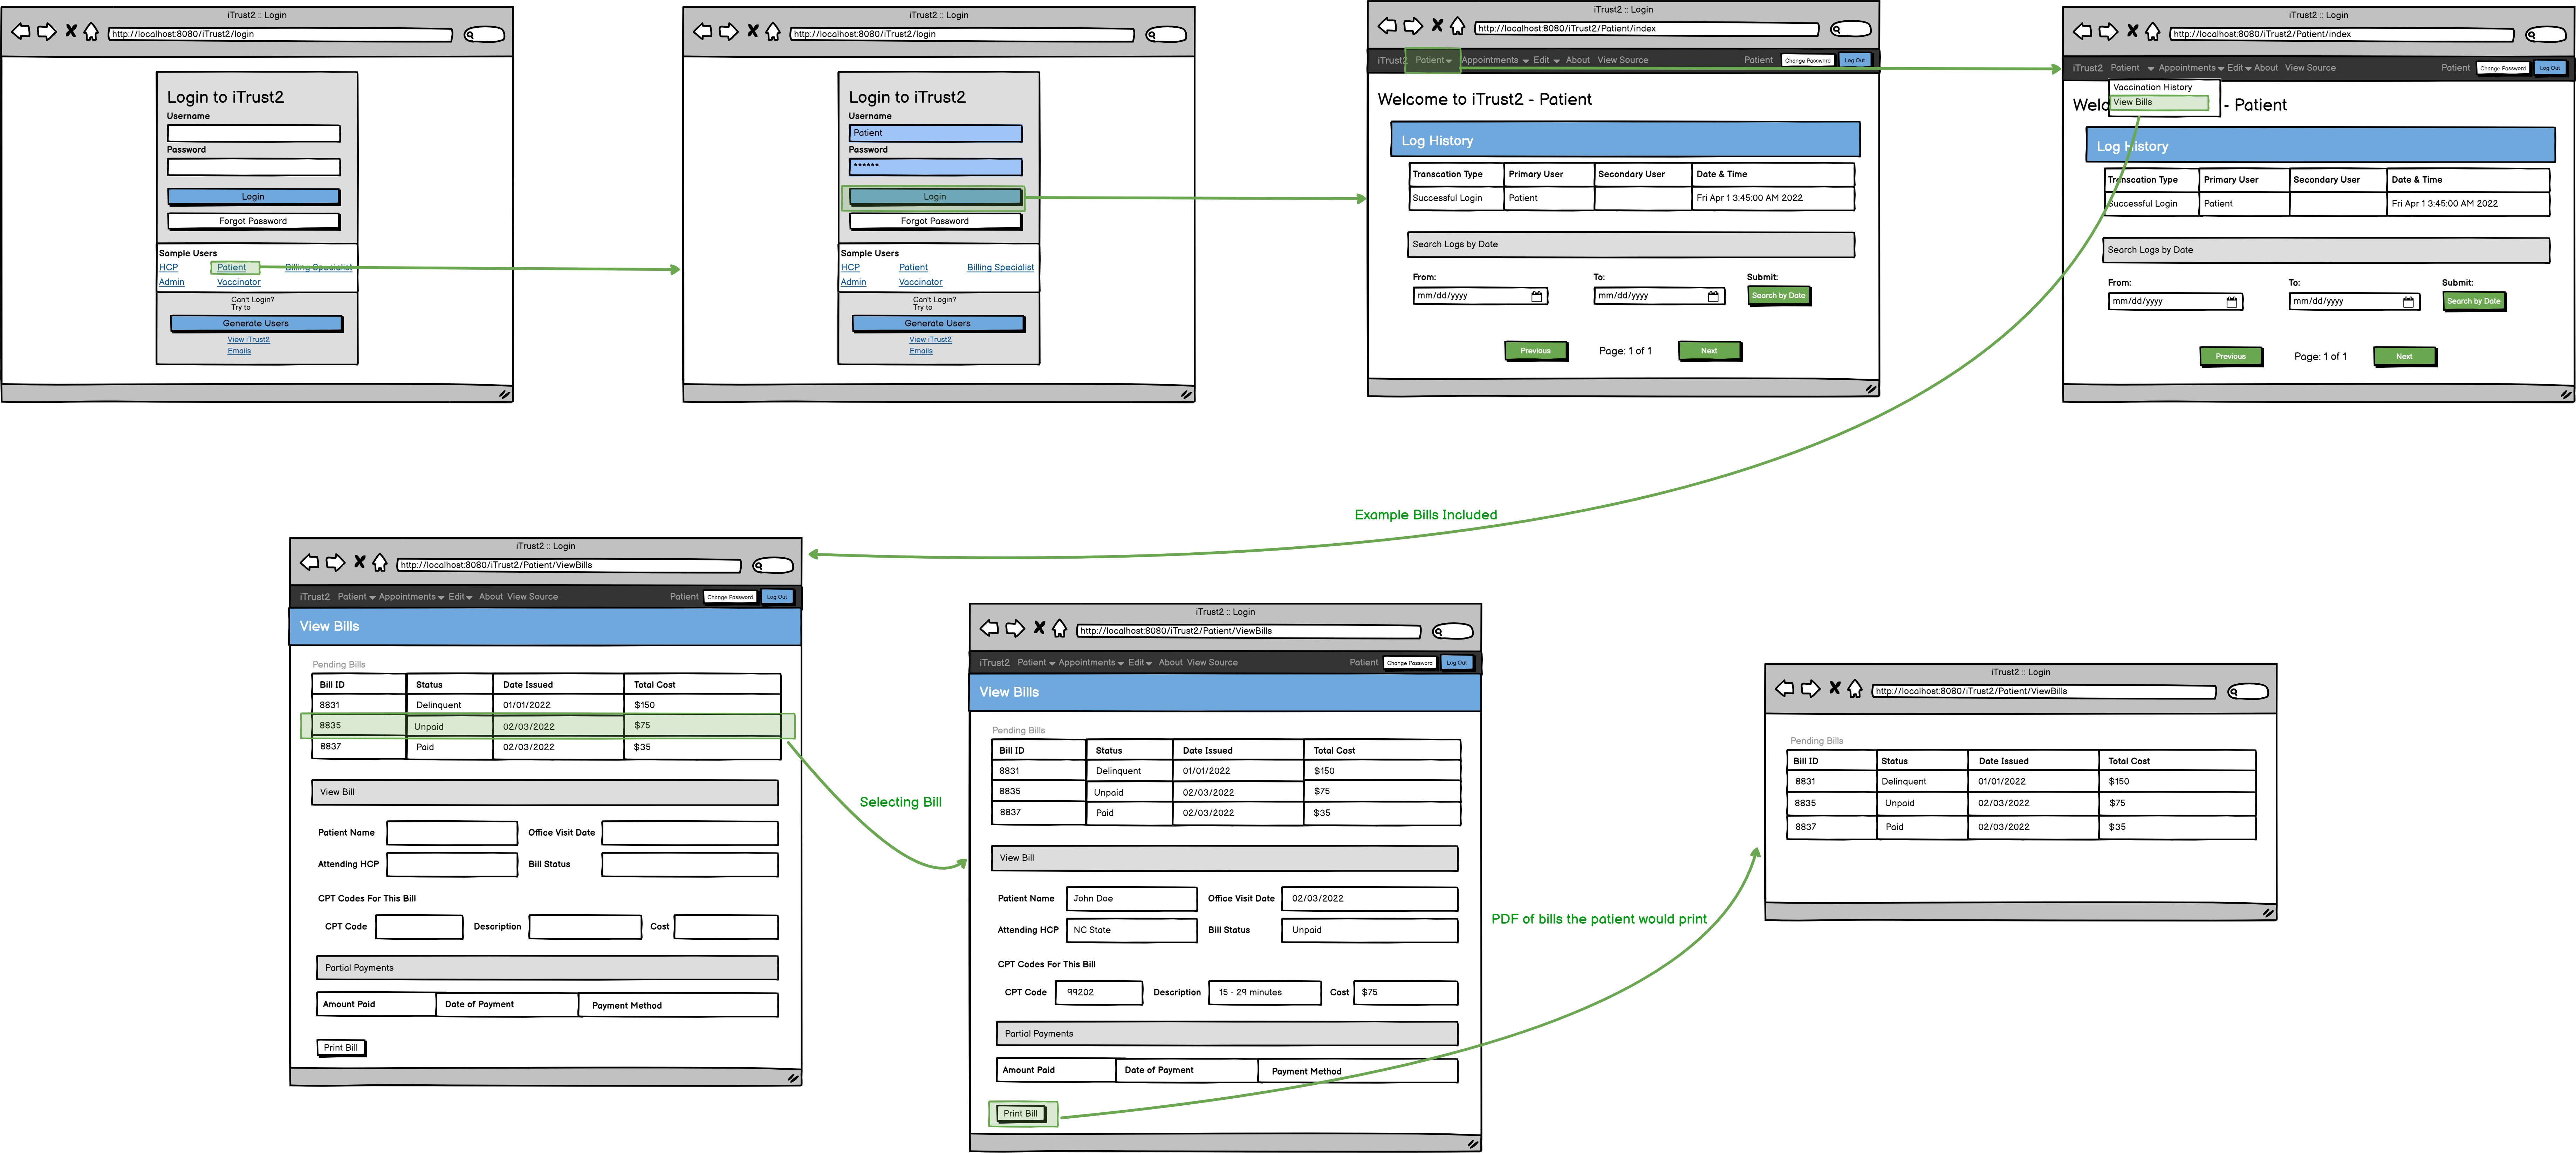 iTrust2 :: Login
http://localhost:8080/iTrust2/login
Login to iTrust2
Username
Password
Login
Forgot Password
Sample Users
HCP Patient Billing Specialist
Admin Vaccinator
Can't Login?
Try to
Generate Users
View iTrust2
Emails
iTrust2 :: Login
http://localhost:8080/iTrust2/login
Login to iTrust2
Username
Patient
Password
******
Login
Forgot Password
Sample Users
HCP Patient Billing Specialist
Admin Vaccinator
Can't Login?
Try to
Generate Users
View iTrust2
Emails
iTrust2 :: Login
http://localhost:8080/iTrust2/Patient/index
iTrust2 Patient Appointments Edit About View Source Patient Change Password Log Out
Welcome to iTrust2 - Patient
Log History
Transcation Type Primary User Secondary User Date & Time
Successful Login Patient Fri Apr 1 3:45:00 AM 2022
Search Logs by Date
From: To: Submit:
mm/dd/yyyy mm/dd/yyyy Search by Date
Previous Page: 1 of 1 Next
iTrust2 :: Login
http://localhost:8080/iTrust2/Patient/index
iTrust2 Patient Appointments Edit About View Source Patient Change Password Log Out
Vaccination History
View Bills
Welc - Patient
Log History
Transcation Type Primary User Secondary User Date & Time
Successful Login Patient Fri Apr 1 3:45:00 AM 2022
Search Logs by Date
From: To: Submit:
mm/dd/yyyy mm/dd/yyyy Search by Date
Previous Page: 1 of 1 Next
Example Bills Included
iTrust2 :: Login
http://localhost:8080/iTrust2/Patient/ViewBills
iTrust2 Patient Appointments Edit About View Source Patient Change Password Log Out
View Bills
Pending Bills
Bill ID Status Date Issued Total Cost
8831 Delinquent 01/01/2022 $150
8835 Unpaid 02/03/2022 $75
8837 Paid 02/03/2022 $35
View Bill
Patient Name Office Visit Date
Attending HCP Bill Status
CPT Codes For This Bill
CPT Code Description Cost
Partial Payments
Amount Paid Date of Payment Payment Method
Print Bill
Selecting Bill
iTrust2 :: Login
http://localhost:8080/iTrust2/Patient/ViewBills
iTrust2 Patient Appointments Edit About View Source Patient Change Password Log Out
View Bills
Pending Bills
Bill ID Status Date Issued Total Cost
8831 Delinquent 01/01/2022 $150
8835 Unpaid 02/03/2022 $75
8837 Paid 02/03/2022 $35
View Bill
Patient Name John Doe Office Visit Date 02/03/2022
Attending HCP NC State Bill Status Unpaid
CPT Codes For This Bill
CPT Code 99202 Description 15 - 29 minutes Cost $75
Partial Payments
Amount Paid Date of Payment Payment Method
Print Bill
PDF of bills the patient would print
iTrust2 :: Login
http://localhost:8080/iTrust2/Patient/ViewBills
Pending Bills
Bill ID Status Date Issued Total Cost
8831 Delinquent 01/01/2022 $150
8835 Unpaid 02/03/2022 $75
8837 Paid 02/03/2022 $35